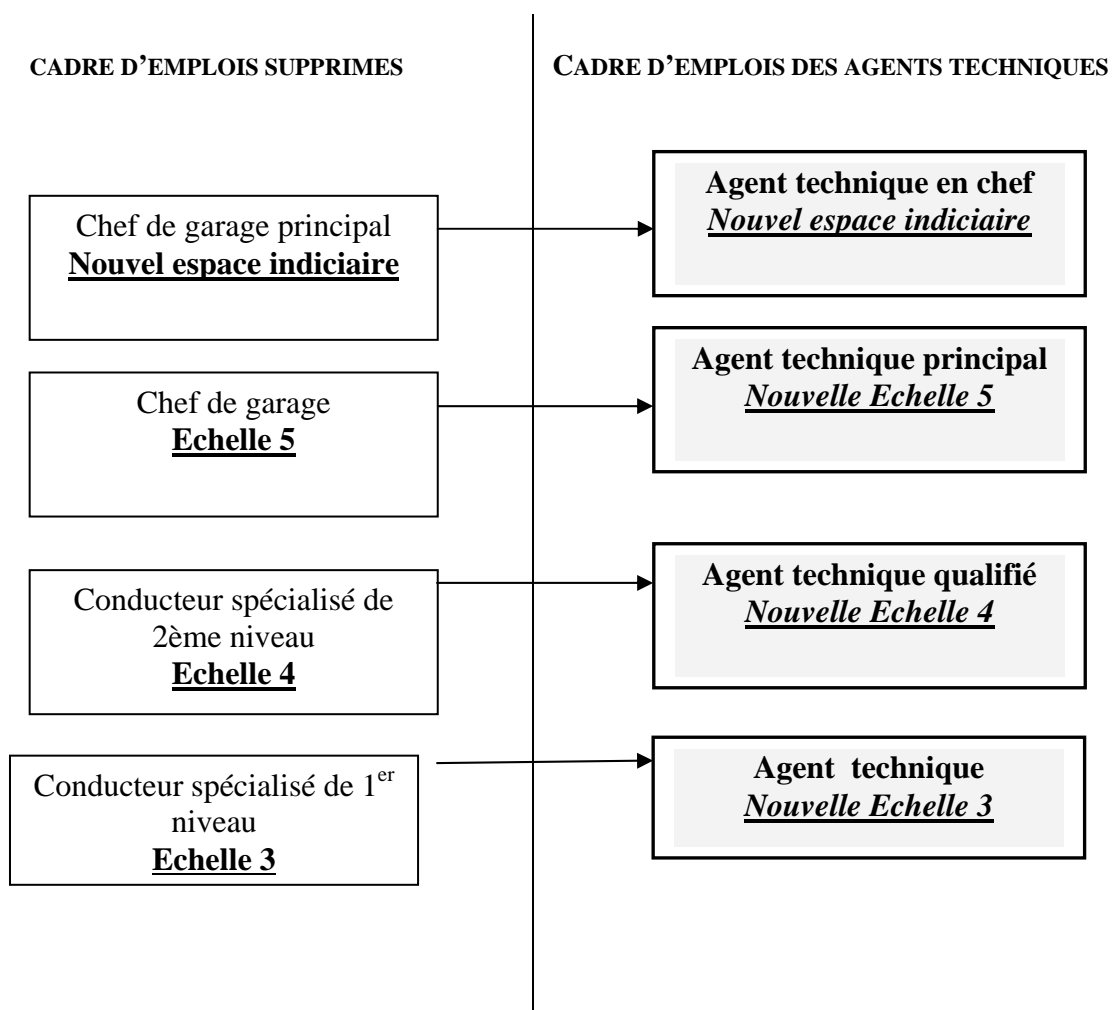 CADRE D'EMPLOIS SUPPRIMES
CADRE D'EMPLOIS DES AGENTS TECHNIQUES
Chef de garage principal
Nouvel espace indiciaire
Agent technique en chef
Nouvel espace indiciaire
Chef de garage
Echelle 5
Agent technique principal
Nouvelle Echelle 5
Conducteur spécialisé de
2ème niveau
Echelle 4
Agent technique qualifié
Nouvelle Echelle 4
Conducteur spécialisé de 1er
niveau
Echelle 3
Agent technique
Nouvelle Echelle 3